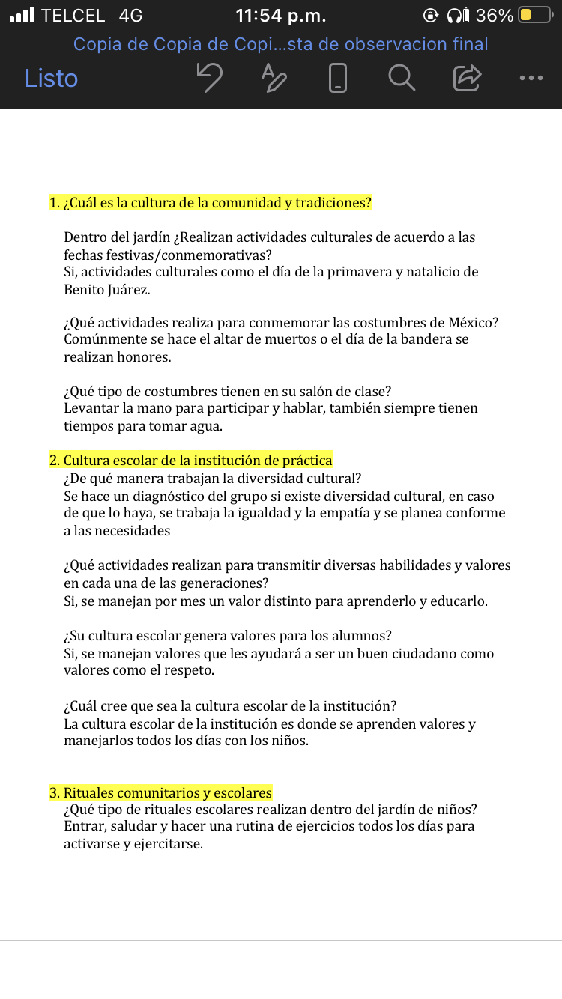 TELCEL 4G 11:54 p.m. 36%
Copia de Copia de Copi...sta de observacion final
Listo
1. ¿Cuál es la cultura de la comunidad y tradiciones?
Dentro del jardín ¿Realizan actividades culturales de acuerdo a las
fechas festivas/conmemorativas?
Si, actividades culturales como el día de la primavera y natalicio de
Benito Juárez.
¿Qué actividades realiza para conmemorar las costumbres de México?
Comúnmente se hace el altar de muertos o el día de la bandera se
realizan honores.
¿Qué tipo de costumbres tienen en su salón de clase?
Levantar la mano para participar y hablar, también siempre tienen
tiempos para tomar agua.
2. Cultura escolar de la institución de práctica
¿De qué manera trabajan la diversidad cultural?
Se hace un diagnóstico del grupo si existe diversidad cultural, en caso
de que lo haya, se trabaja la igualdad y la empatía y se planea conforme
a las necesidades
¿Qué actividades realizan para transmitir diversas habilidades y valores
en cada una de las generaciones?
Si, se manejan por mes un valor distinto para aprenderlo y educarlo.
¿Su cultura escolar genera valores para los alumnos?
Si, se manejan valores que les ayudará a ser un buen ciudadano como
valores como el respeto.
¿Cuál cree que sea la cultura escolar de la institución?
La cultura escolar de la institución es donde se aprenden valores y
manejarlos todos los días con los niños.
3. Rituales comunitarios y escolares
¿Qué tipo de rituales escolares realizan dentro del jardín de niños?
Entrar, saludar y hacer una rutina de ejercicios todos los días para
activarse y ejercitarse.